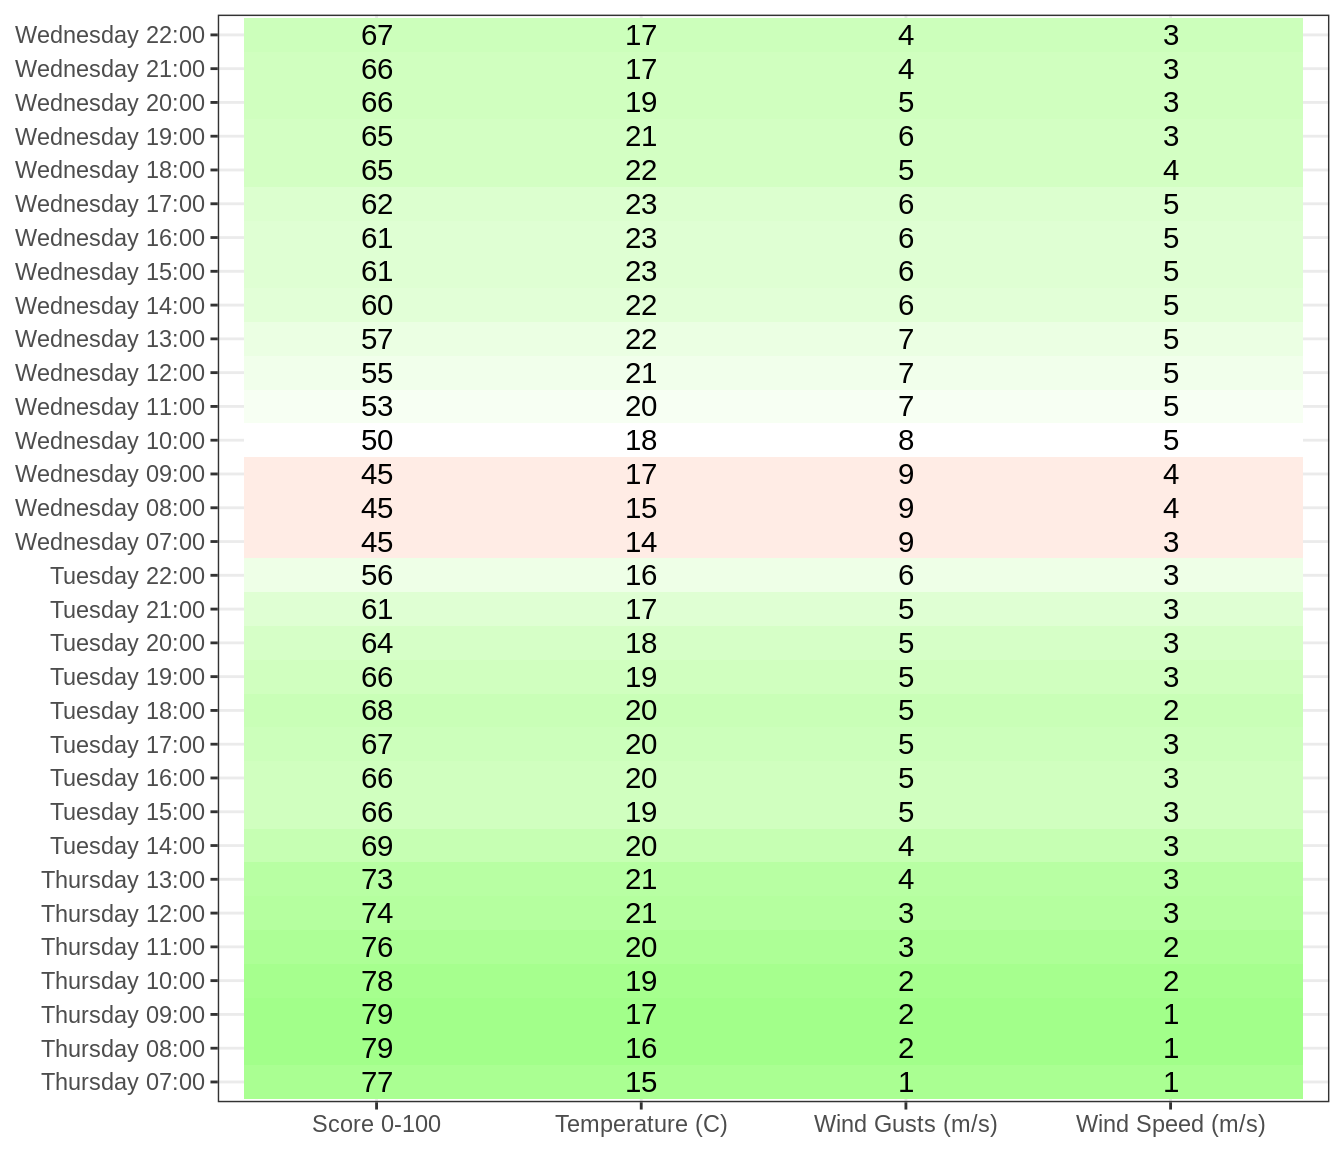 Wednesday 22:00 67 17 4 3
Wednesday 21:00 66 17 4 3
Wednesday 20:00 66 19 5 3
Wednesday 19:00 65 21 6 3
Wednesday 18:00 65 22 5 4
Wednesday 17:00 62 23 6 5
Wednesday 16:00 61 23 6 5
Wednesday 15:00 61 23 6 5
Wednesday 14:00 60 22 6 5
Wednesday 13:00 57 22 7 5
Wednesday 12:00 55 21 7 5
Wednesday 11:00 53 20 7 5
Wednesday 10:00 50 18 8 5
Wednesday 09:00 45 17 9 4
Wednesday 08:00 45 15 9 4
Wednesday 07:00 45 14 9 3
Tuesday 22:00 56 16 6 3
Tuesday 21:00 61 17 5 3
Tuesday 20:00 64 18 5 3
Tuesday 19:00 66 19 5 3
Tuesday 18:00 68 20 5 2
Tuesday 17:00 67 20 5 3
Tuesday 16:00 66 20 5 3
Tuesday 15:00 66 19 5 3
Tuesday 14:00 69 20 4 3
Thursday 13:00 73 21 4 3
Thursday 12:00 74 21 3 3
Thursday 11:00 76 20 3 2
Thursday 10:00 78 19 2 2
Thursday 09:00 79 17 2 1
Thursday 08:00 79 16 2 1
Thursday 07:00 77 15 1 1
Score 0-100 Temperature (C) Wind Gusts (m/s) Wind Speed (m/s)